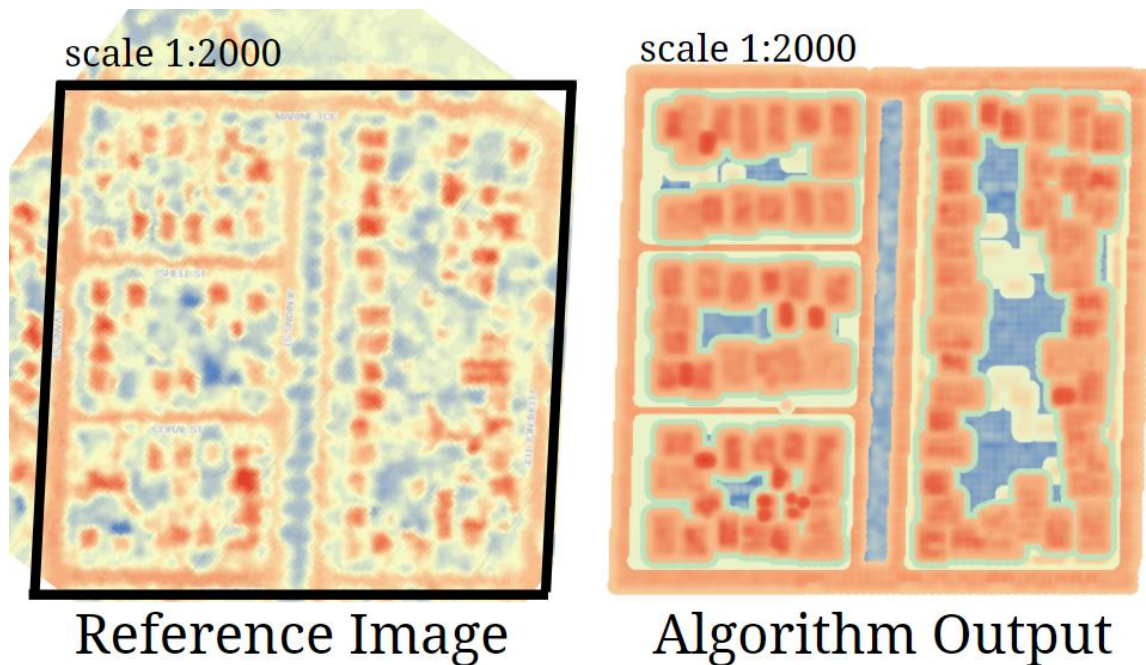 scale 1:2000
scale 1:2000
MARINE TCE
SHELL ST
CORAL ST
Reference Image
Algorithm Output